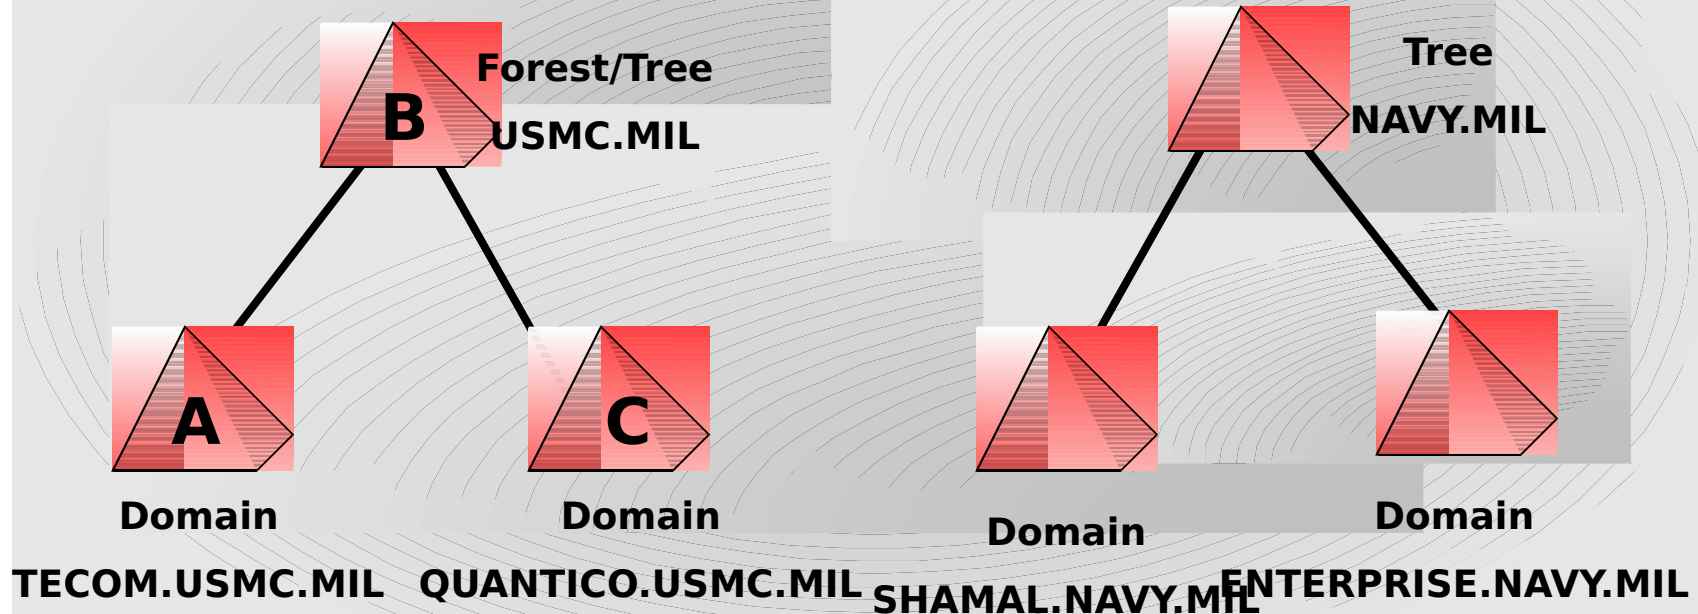 Forest/Tree
B
USMC.MIL
Tree
NAVY.MIL
A
C
Domain
TECOM.USMC.MIL
Domain
QUANTICO.USMC.MIL
Domain
SHAMAL.NAVY.MIL
Domain
ENTERPRISE.NAVY.MIL